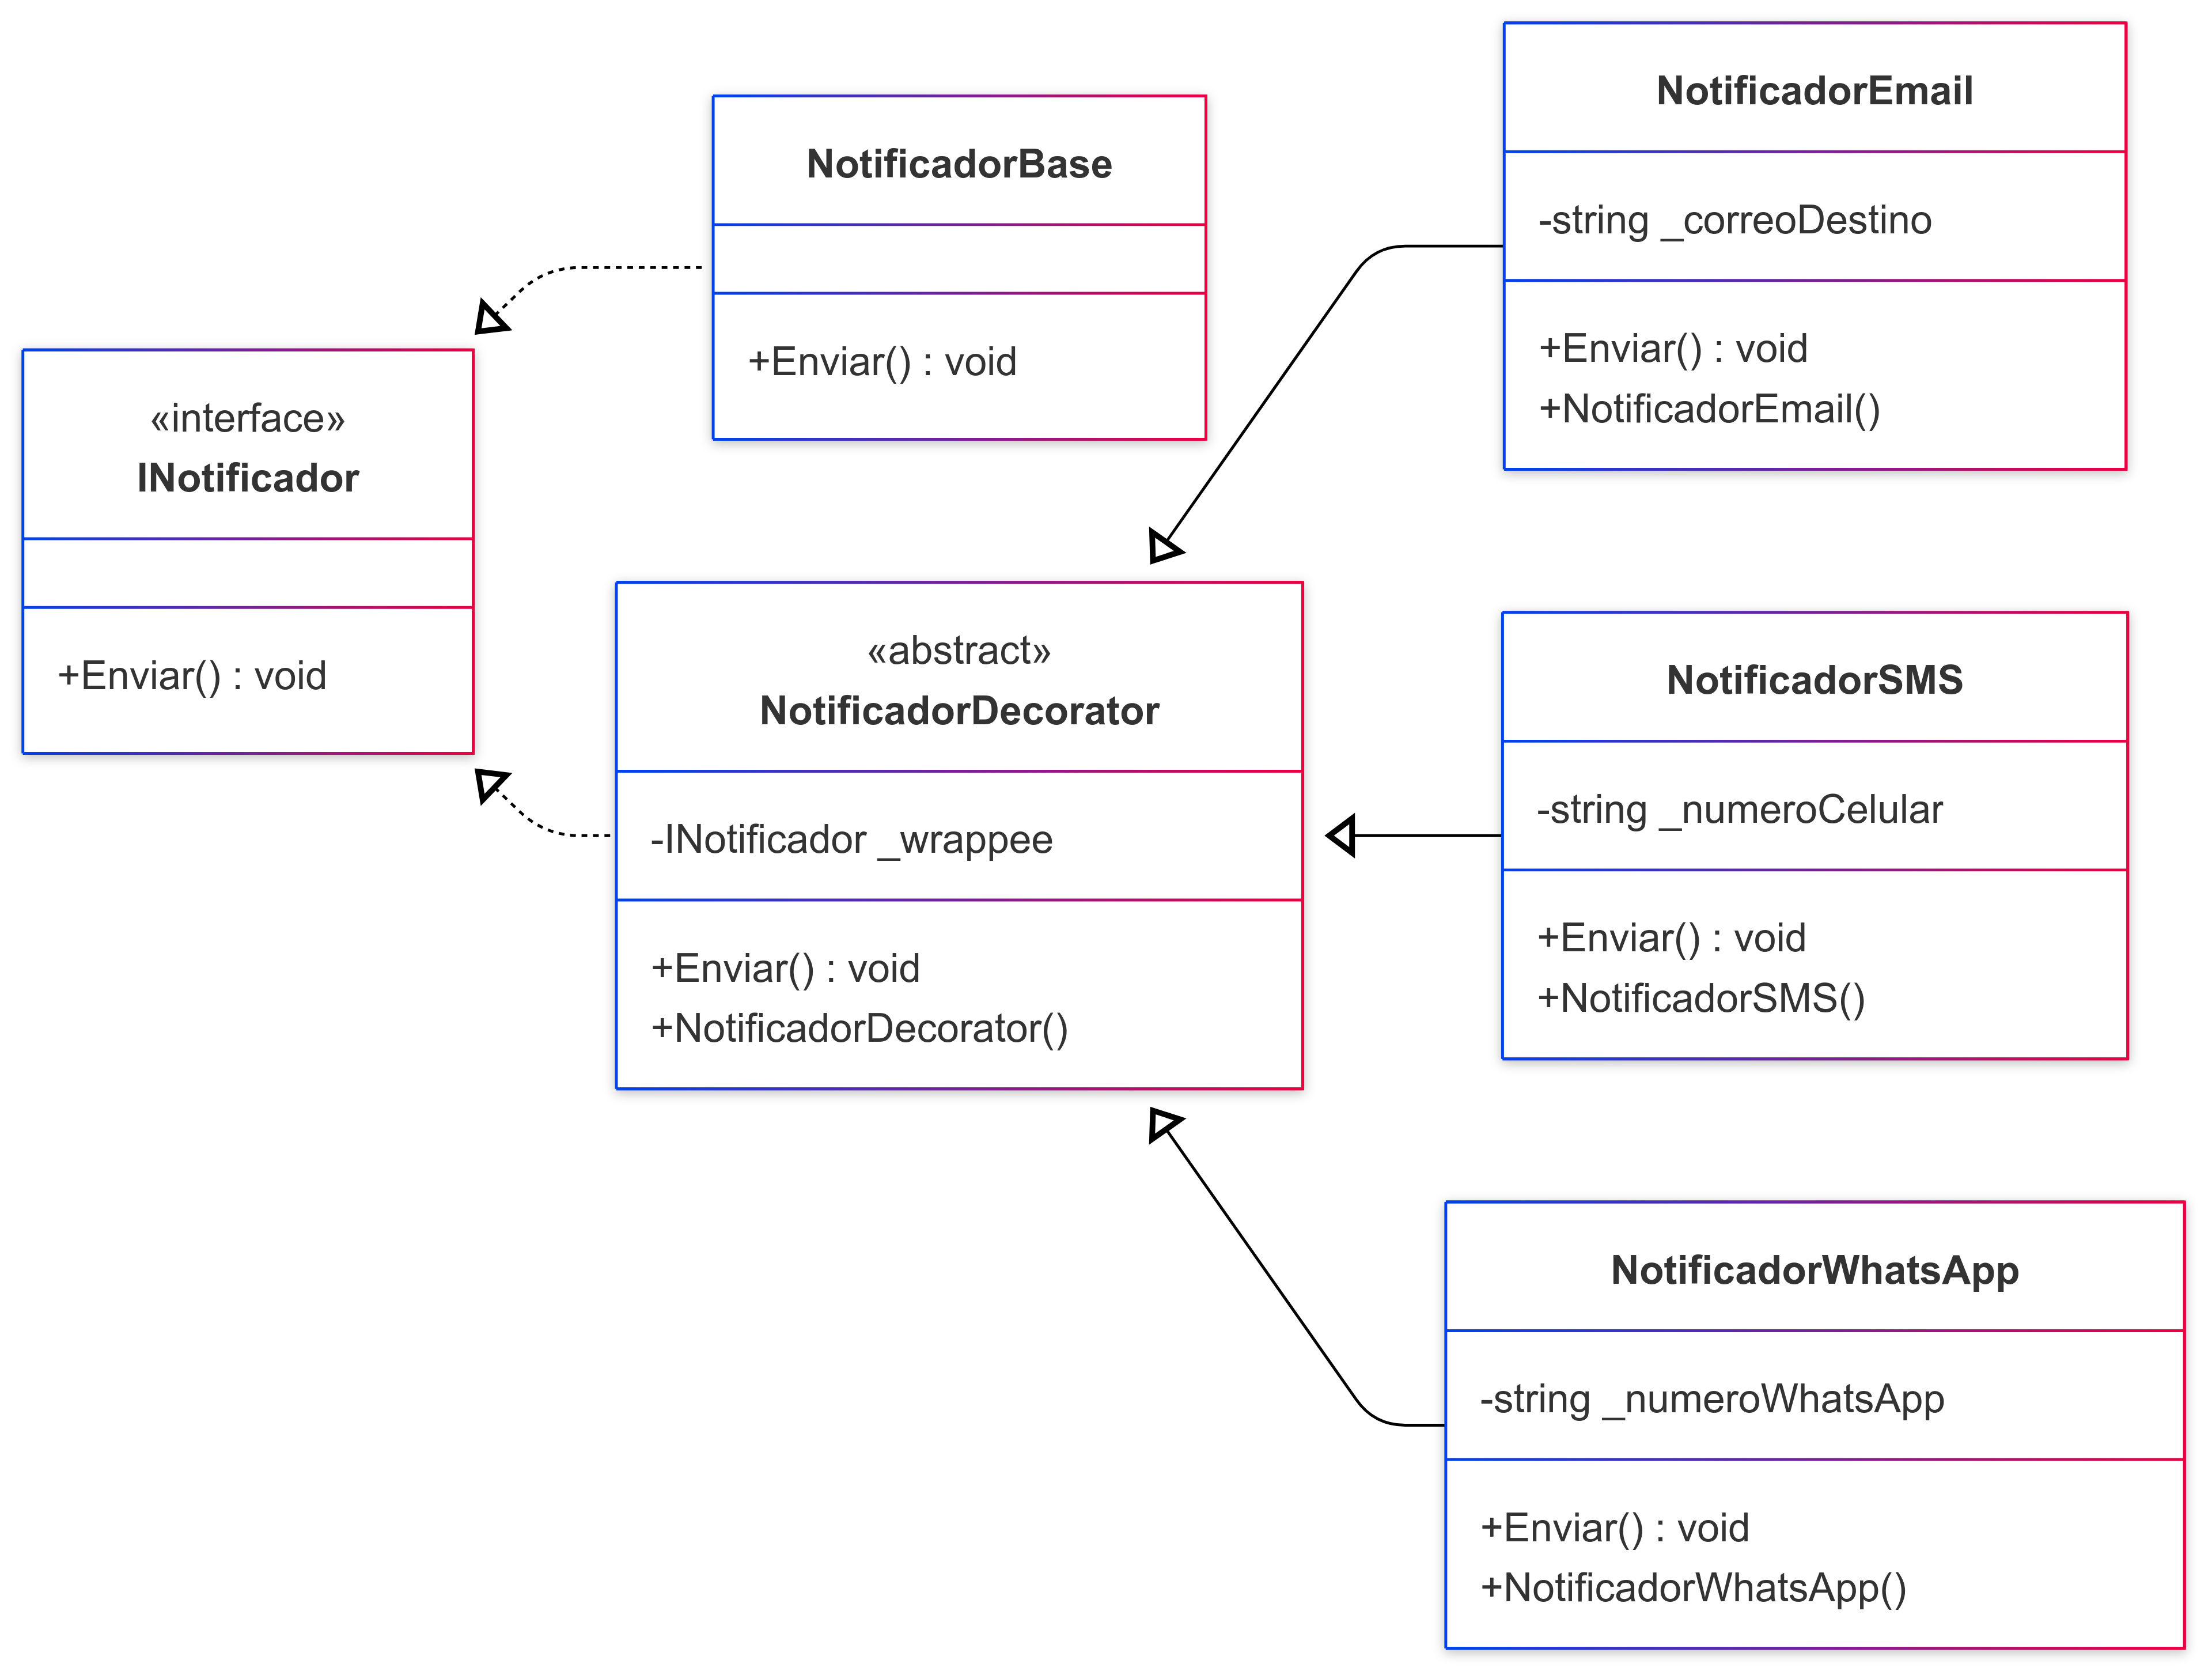 «interface»
INotificador
+Enviar() : void
NotificadorBase
+Enviar() : void
«abstract»
NotificadorDecorator
-INotificador _wrappee
+Enviar() : void
+NotificadorDecorator()
NotificadorEmail
-string _correoDestino
+Enviar() : void
+NotificadorEmail()
NotificadorSMS
-string _numeroCelular
+Enviar() : void
+NotificadorSMS()
NotificadorWhatsApp
-string _numeroWhatsApp
+Enviar() : void
+NotificadorWhatsApp()